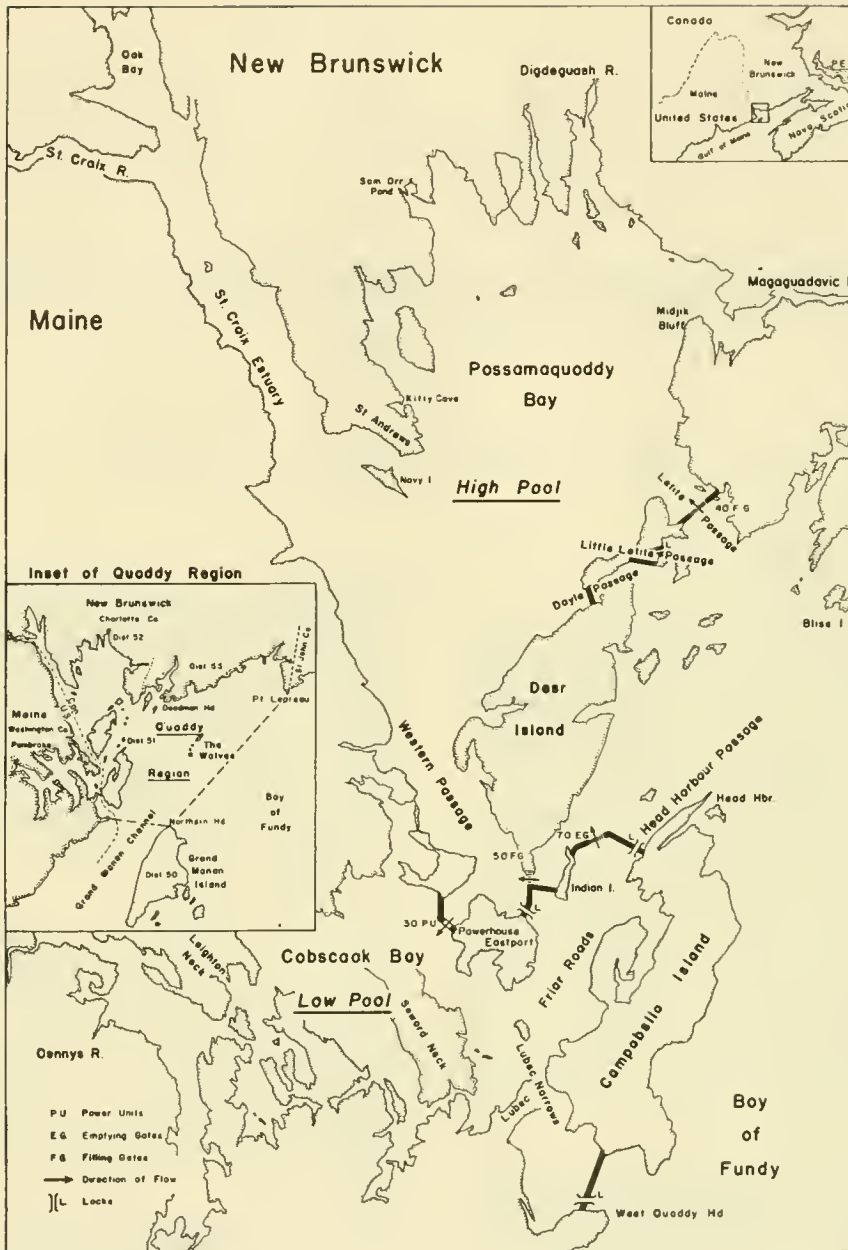 Canada
New
Brunswick
P.E.
Maine
United States
Nova Scotia
Gulf of Maine
Oak
Bay
New Brunswick
Digdeguash R.
St. Croix R.
Sam Orr
Pond
Magaguadavic
Midjik
Bluff
Maine
St. Croix Estuary
Passamaquoddy
Bay
Kitty Cove
St. Andrews
Navy I
High Pool
Letite Passage
40 F G
Little Letite Passage
L
Doyle Passage
Bliss I
Deer
Island
Western Passage
Head Harbour Passage
Head Hbr.
70 EG
L
50 FG
Indian I.
L
30 PU
Powerhouse
Eastport
Inset of Quoddy Region
New Brunswick
Charlotte Co
Dist 52
Dist 53
St John Co
Deadman Hd
Pt Lepreau
Maine
Washington Co
Pembroke
U.S.
Quoddy
Dist 51
The
Wolves
Region
Bay
of Fundy
Northern Hd
Grand Manan Channel
Grand
Manan
Island
Dist 50
Leighton
Neck
Cobscook Bay
Low Pool
Seward Neck
Friar Roads
Campobello Island
Dennys R.
Lubec Narrows
Lubec
Bay
of
Fundy
PU Power Units
EG Emptying Gates
FG Filling Gates
Direction of Flow
L Locks
L
West Quoddy Hd